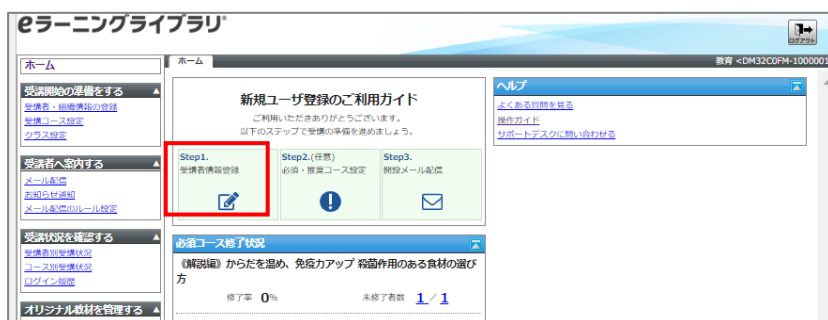 eラーニングライブラリ®
ログアウト
ホーム
ホーム
教育 <DM32C0FM-1000001
受講開始の準備をする
受講者・組織情報の登録
受講コース設定
クラス設定
受講者へ案内する
メール配信
お知らせ通知
メール配信のルール設定
受講状況を確認する
受講者別受講状況
コース別受講状況
ログイン履歴
オリジナル教材を管理する
新規ユーザ登録のご利用ガイド
ご利用いただきありがとうございます。
以下のステップで受講の準備を進めましょう。
Step1.
受講者情報登録
Step2.(任意)
必須・推奨コース設定
Step3.
開設メール配信
必須コース修了状況
《解説編》からだを温め、免疫力アップ 殺菌作用のある食材の選び
方
修了率 0%
未修了者数 1 / 1
ヘルプ
よくある質問を見る
操作ガイド
サポートデスクに問い合わせる